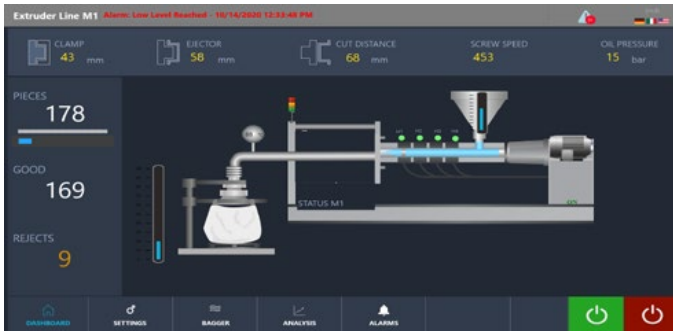 Extruder Line M1 Alarm: Low Level Reached - 10/14/2020 12:33:48 PM
CLAMP
43 mm
EJECTOR
58 mm
CUT DISTANCE
68 mm
SCREW SPEED
453
OIL PRESSURE
15 bar
PIECES
178
GOOD
169
REJECTS
9
STATUS M1
DASHBOARD
SETTINGS
BAGGER
ANALYSIS
ALARMS